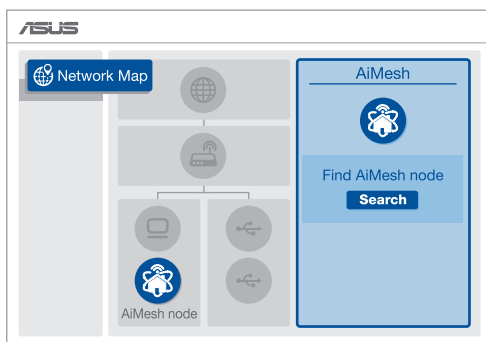 ASUS
Network Map
AiMesh
Find AiMesh node
Search
AiMesh node